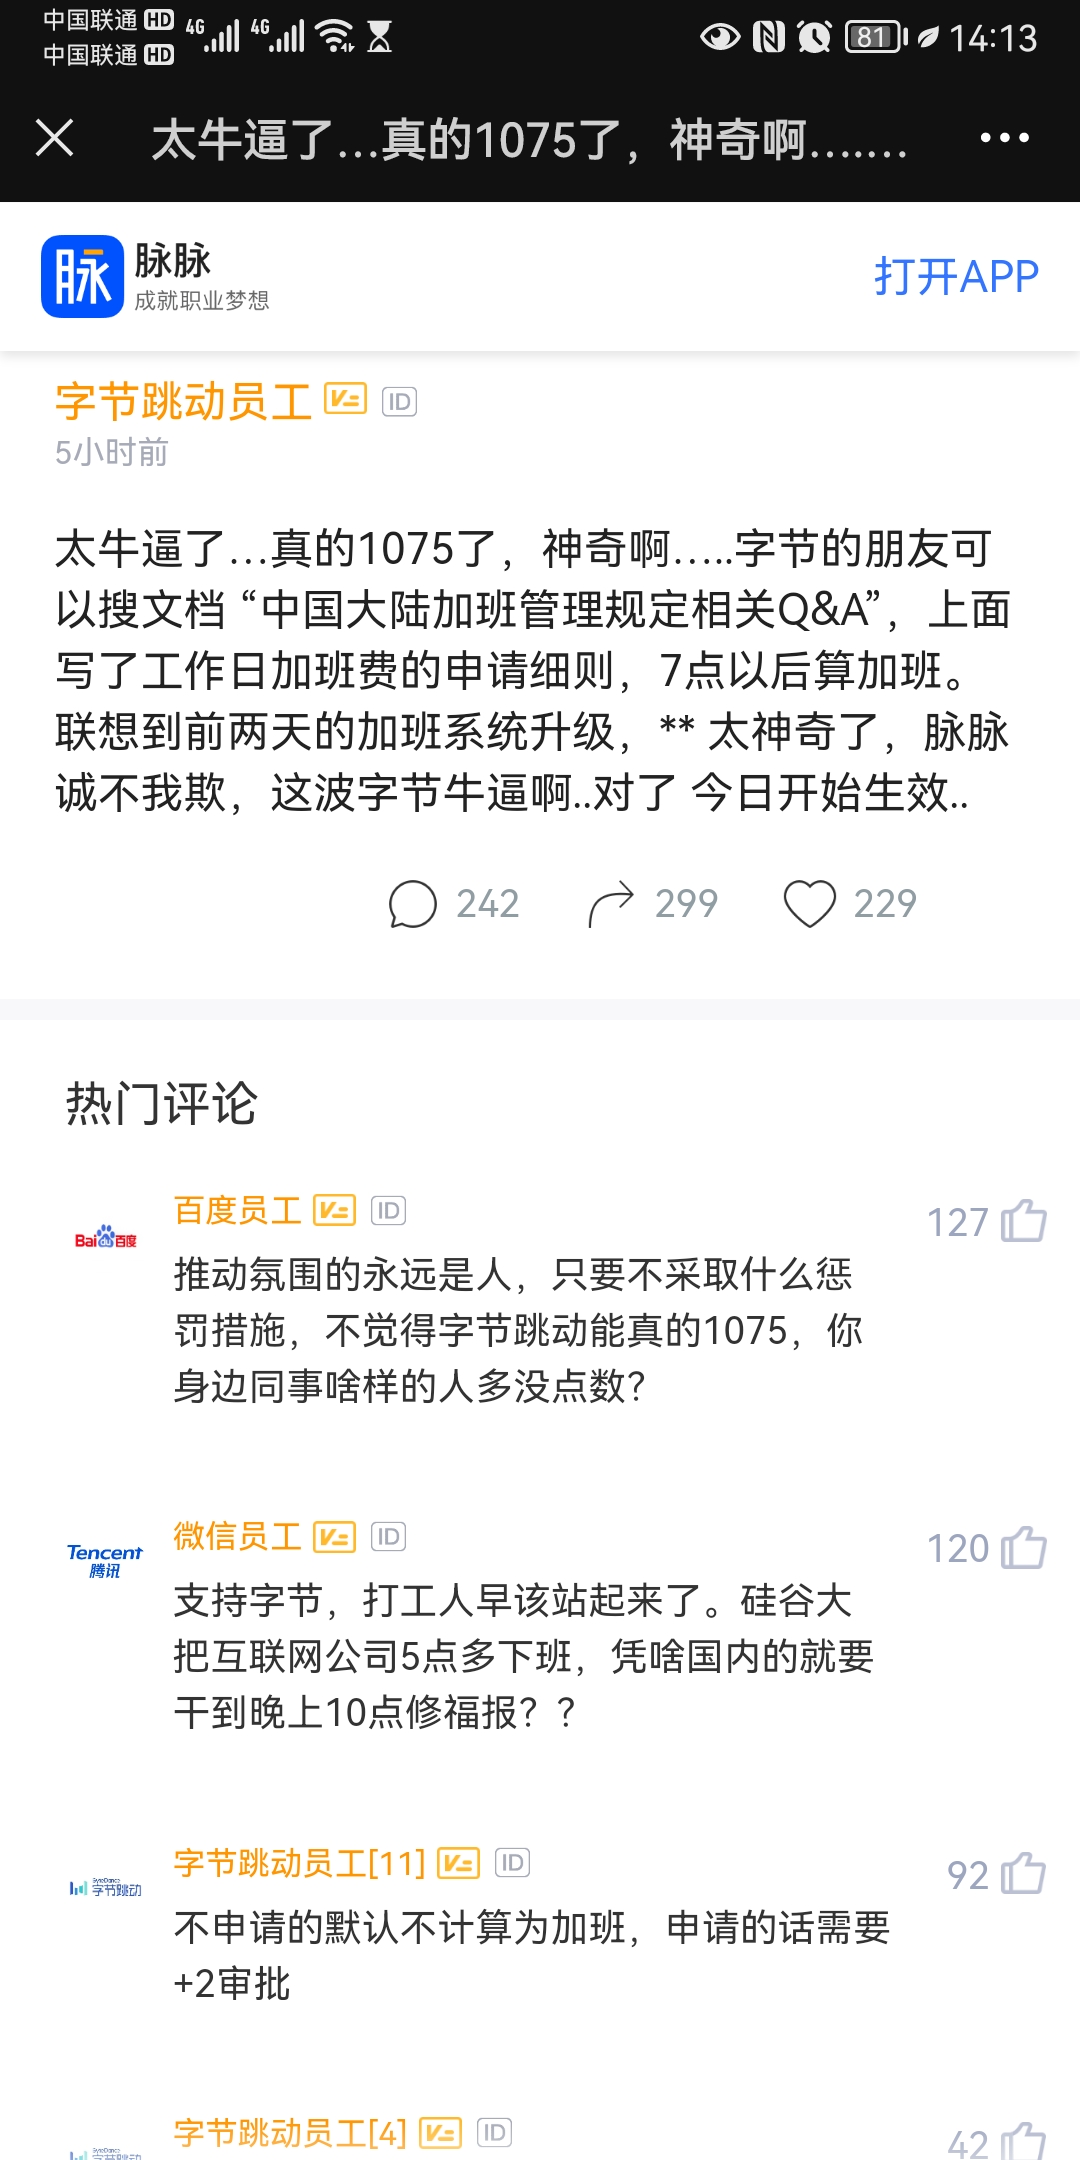 中国联通 HD 4G 4G 81 14:13
中国联通 HD
太牛逼了...真的1075了，神奇啊.......
脉 脉脉
成就职业梦想
打开APP
字节跳动员工 V ID
5小时前
太牛逼了...真的1075了，神奇啊.....字节的朋友可
以搜文档 “中国大陆加班管理规定相关Q&A”，上面
写了工作日加班费的申请细则，7点以后算加班。
联想到前两天的加班系统升级，** 太神奇了，脉脉
诚不我欺，这波字节牛逼啊..对了 今日开始生效..
242 299 229
热门评论
Bai du 百度
百度员工 V ID
127
推动氛围的永远是人，只要不采取什么惩
罚措施，不觉得字节跳动能真的1075，你
身边同事啥样的人多没点数？
Tencent
腾讯
微信员工 V ID
120
支持字节，打工人早该站起来了。硅谷大
把互联网公司5点多下班，凭啥国内的就要
干到晚上10点修福报？？
ByteDance
字节跳动
字节跳动员工[11] V ID
92
不申请的默认不计算为加班，申请的话需要
+2审批
ByteDance
字节跳动
字节跳动员工[4] V ID
42